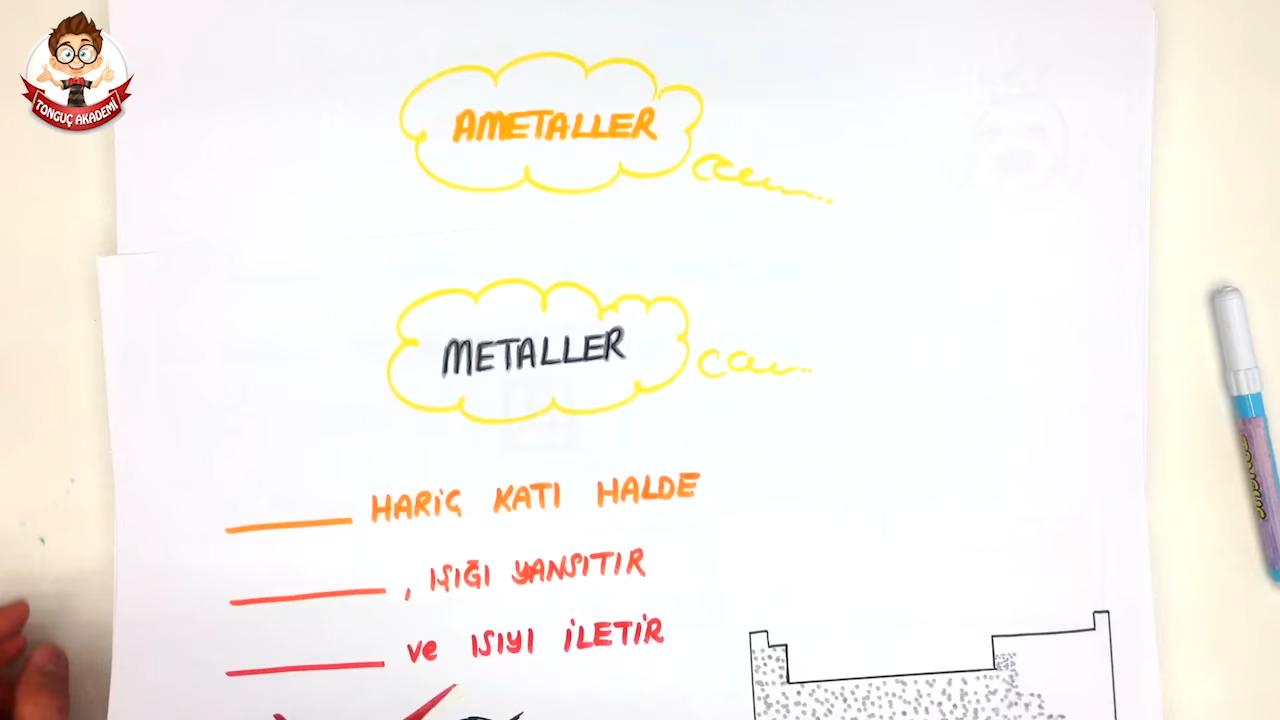 TONGUÇ AKADEMİ
AMETALLER
METALLER
HARİÇ KATI HALDE
, IŞIĞI YANSITIR
ve ISIYI İLETİR